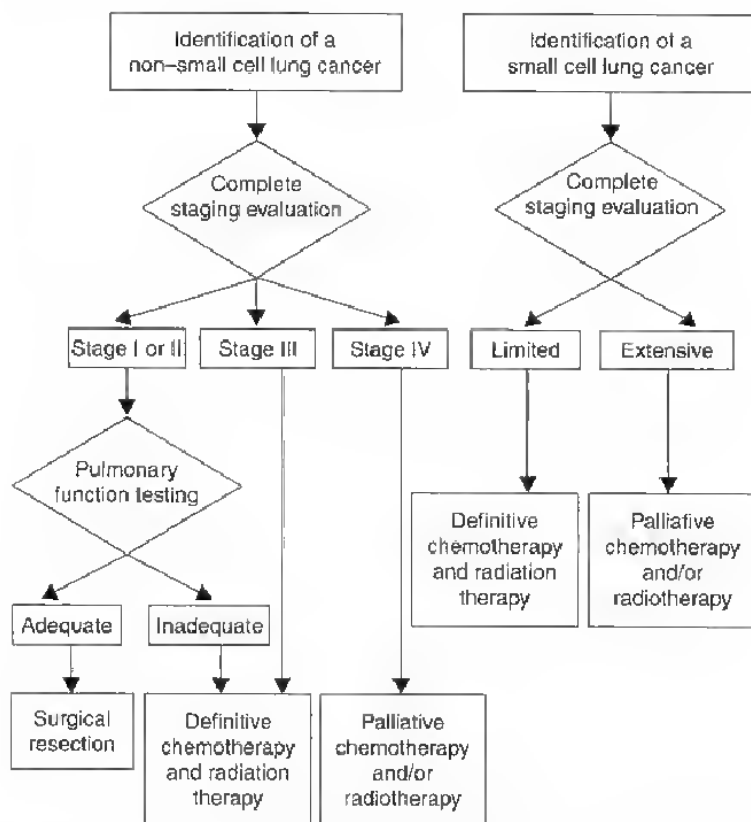 Identification of a
non–small cell lung cancer
Identification of a
small cell lung cancer
Complete
staging evaluation
Complete
staging evaluation
Stage I or II
Stage III
Stage IV
Limited
Extensive
Pulmonary
function testing
Definitive
chemotherapy
and radiation
therapy
Palliative
chemotherapy
and/or
radiotherapy
Adequate
Inadequate
Surgical
resection
Definitive
chemotherapy
and radiation
therapy
Palliative
chemotherapy
and/or
radiotherapy